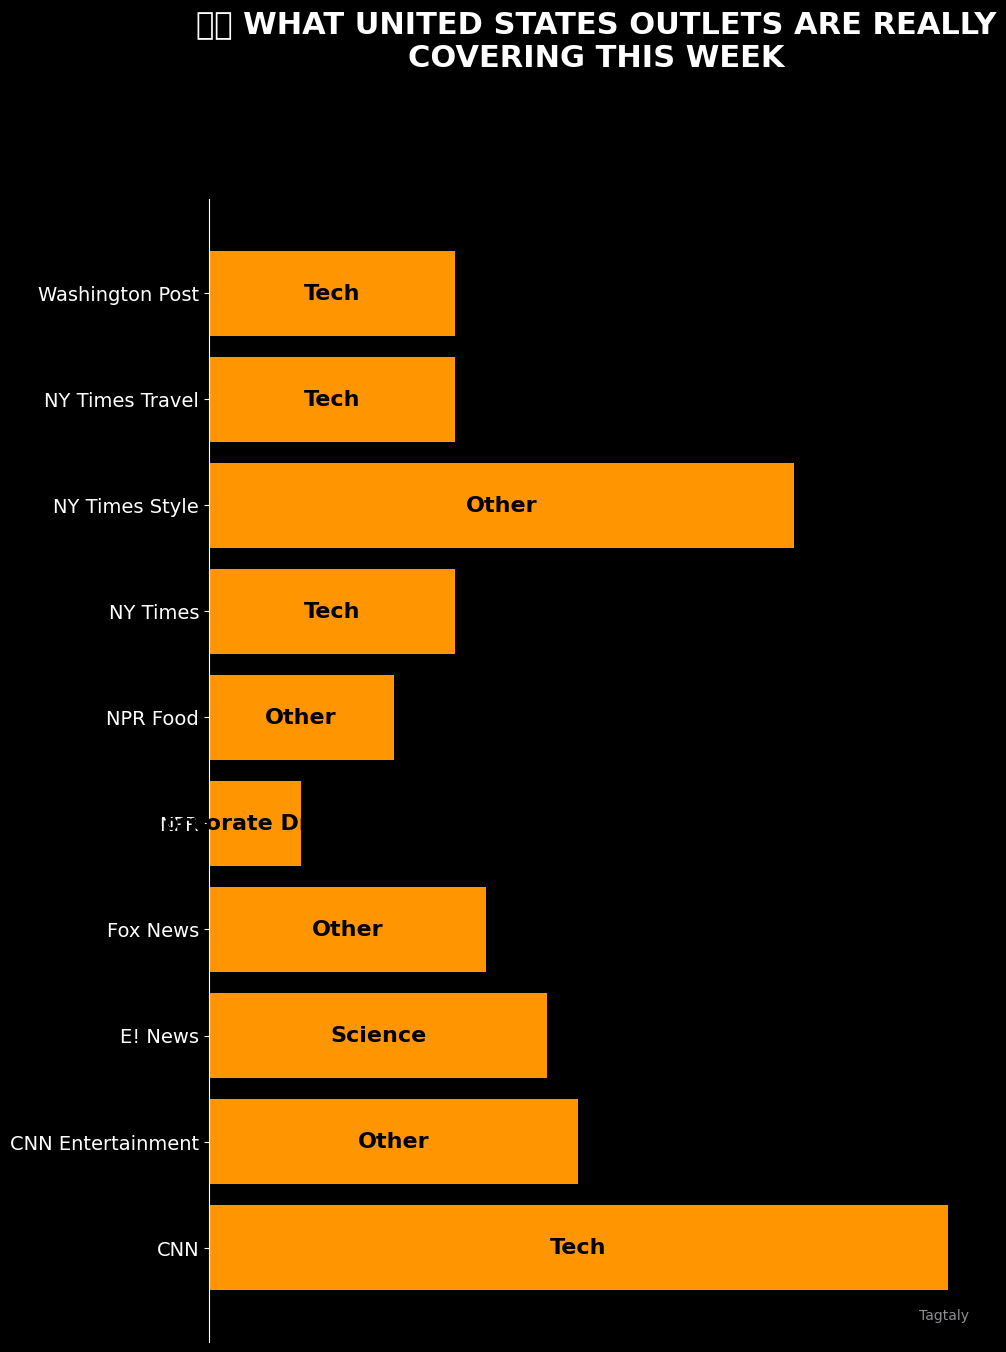 WHAT UNITED STATES OUTLETS ARE REALLY
COVERING THIS WEEK
Washington Post
Tech
NY Times Travel
Tech
NY Times Style
Other
NY Times
Tech
NPR Food
Other
Fox News
Other
E! News
Science
CNN Entertainment
Other
CNN
Tech
Tagtaly